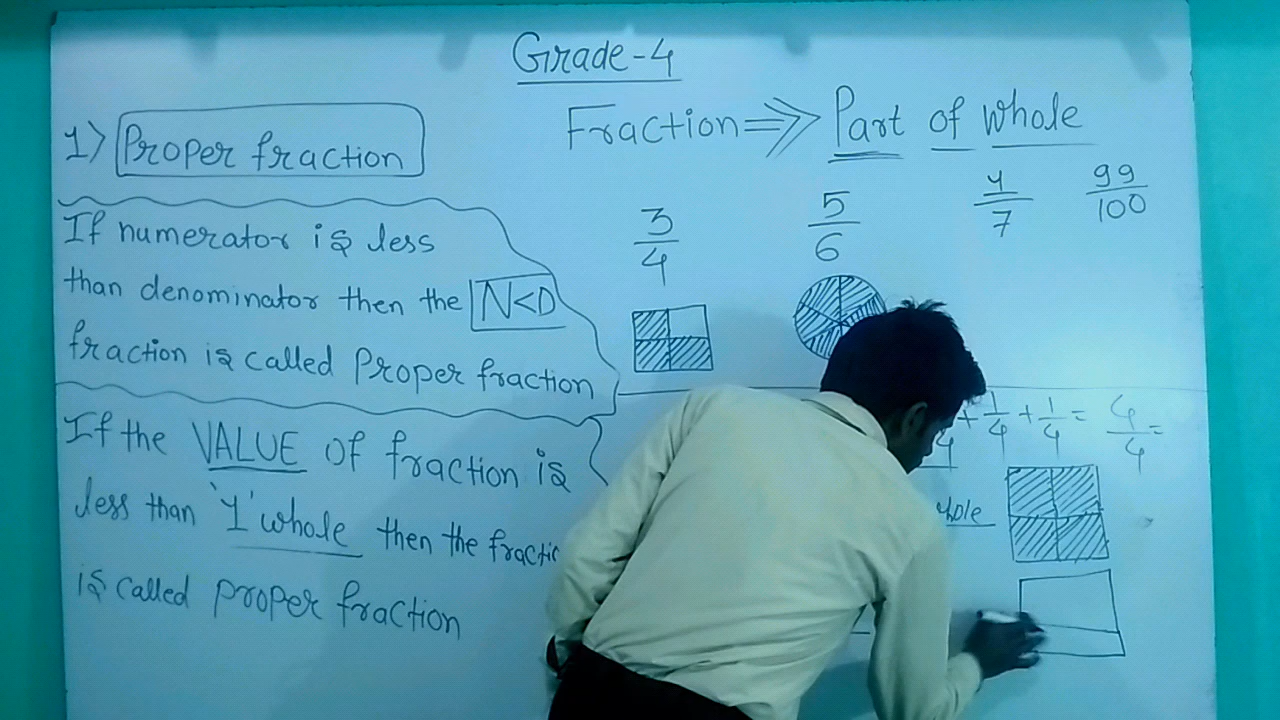 Grade-4
Fraction⇒> Part of whole
1) Proper fraction
If numerator is less
than denominator then the N<D
fraction is called Proper fraction
If the VALUE of fraction is
less than '1' whole then the
is called proper fraction
3/4
5/6
4/7
99/100
+ 1/4 + 1/4 = 4/4 =